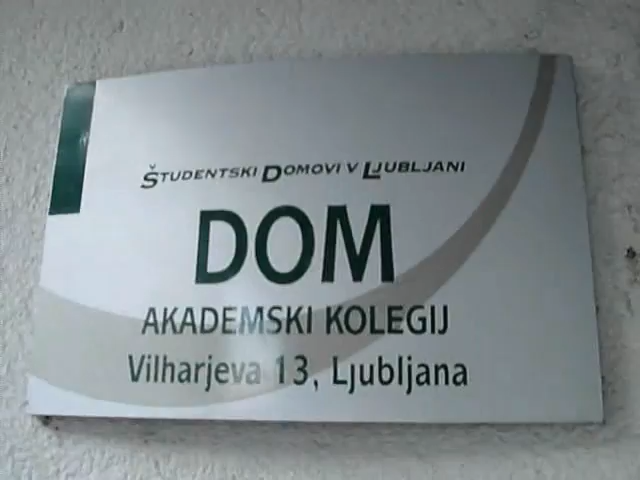 ŠTUDENTSKI DOMOVI V LJUBLJANI
DOM
AKADEMSKI KOLEGIJ
Vilharjeva 13, Ljubljana